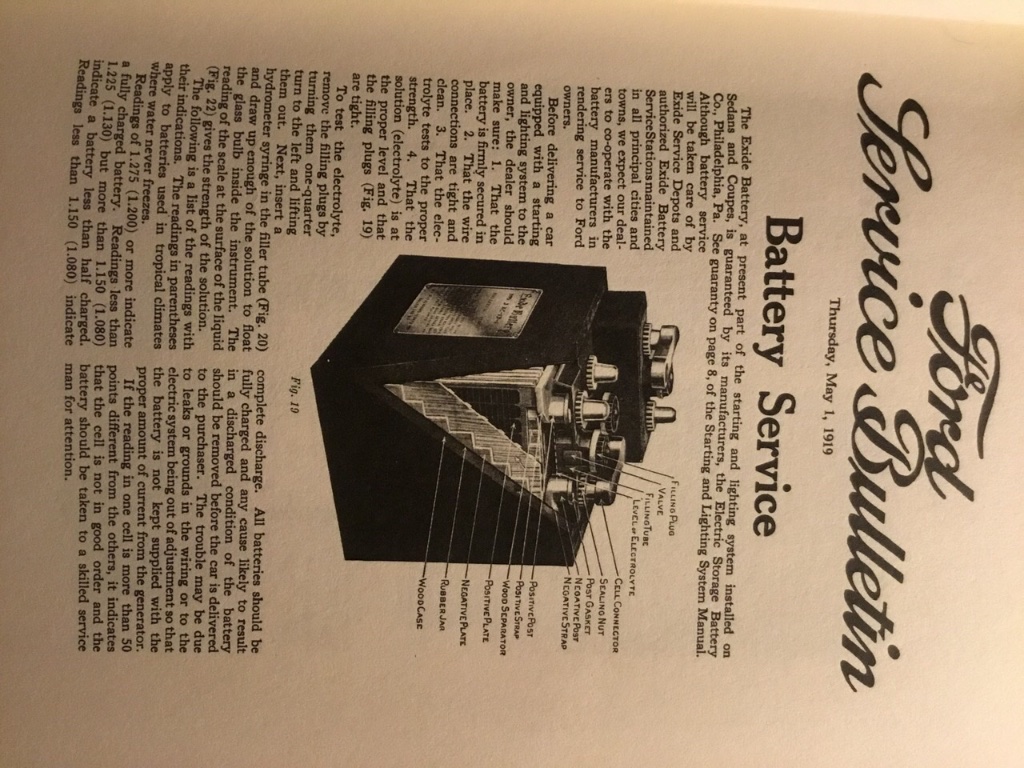 Ford
Service Bulletin
Thursday, May 1, 1919
Battery Service
The Exide Battery, at present part of the starting and lighting system installed on
Sedans and Coupes, is guaranteed by its manufacturers, the Electric Storage Battery
Co., Philadelphia, Pa. See guaranty on page 8, of the Starting and Lighting System Manual.
Although battery service
will be taken care of by
Exide Service Depots and
authorized Exide Battery
Service Stations maintained
in all principal cities and
towns, we expect our deal-
ers to co-operate with the
battery manufacturers in
rendering service to Ford
owners.
Before delivering a car
equipped with a starting
and lighting system to the
owner, the dealer should
make sure: 1. That the
battery is firmly secured in
place. 2. That the wire
connections are tight and
clean. 3. That the elec-
trolyte tests to the proper
strength. 4. That the
solution (electrolyte) is at
the proper level and that
the filling plugs (Fig. 19)
are tight.
To test the electrolyte,
remove the filling plugs by
turning them one-quarter
turn to the left and lifting
them out. Next, insert a
hydrometer syringe in the filler tube (Fig. 20)
and draw up enough of the solution to float
the glass bulb inside the instrument. The
reading of the scale at the surface of the liquid
(Fig. 22) gives the strength of the solution.
The following is a list of the readings with
their indications. The readings in parentheses
apply to batteries used in tropical climates
where water never freezes.
Readings of 1.275 (1.200) or more indicate
a fully charged battery. Readings less than
1.225 (1.130) but more than 1.150 (1.080)
indicate a battery less than half charged.
Readings less than 1.150 (1.080) indicate
FILLING PLUG
VALVE
FILLING TUBE
LEVEL OF ELECTROLYTE
CELL CONNECTOR
SEALING NUT
POST GASKET
NEGATIVE POST
NEGATIVE STRAP
POSITIVE POST
POSITIVE STRAP
WOOD SEPARATOR
POSITIVE PLATE
NEGATIVE PLATE
RUBBER JAR
WOOD CASE
Fig. 19
complete discharge. All batteries should be
fully charged and any cause likely to result
in a discharged condition of the battery
should be removed before the car is delivered
to the purchaser. The trouble may be due
to leaks or grounds in the wiring or to the
electric system being out of adjustment so that
the battery is not kept supplied with the
proper amount of current from the generator.
If the reading in one cell is more than 50
points different from the others, it indicates
that the cell is not in good order and the
battery should be taken to a skilled service
man for attention.